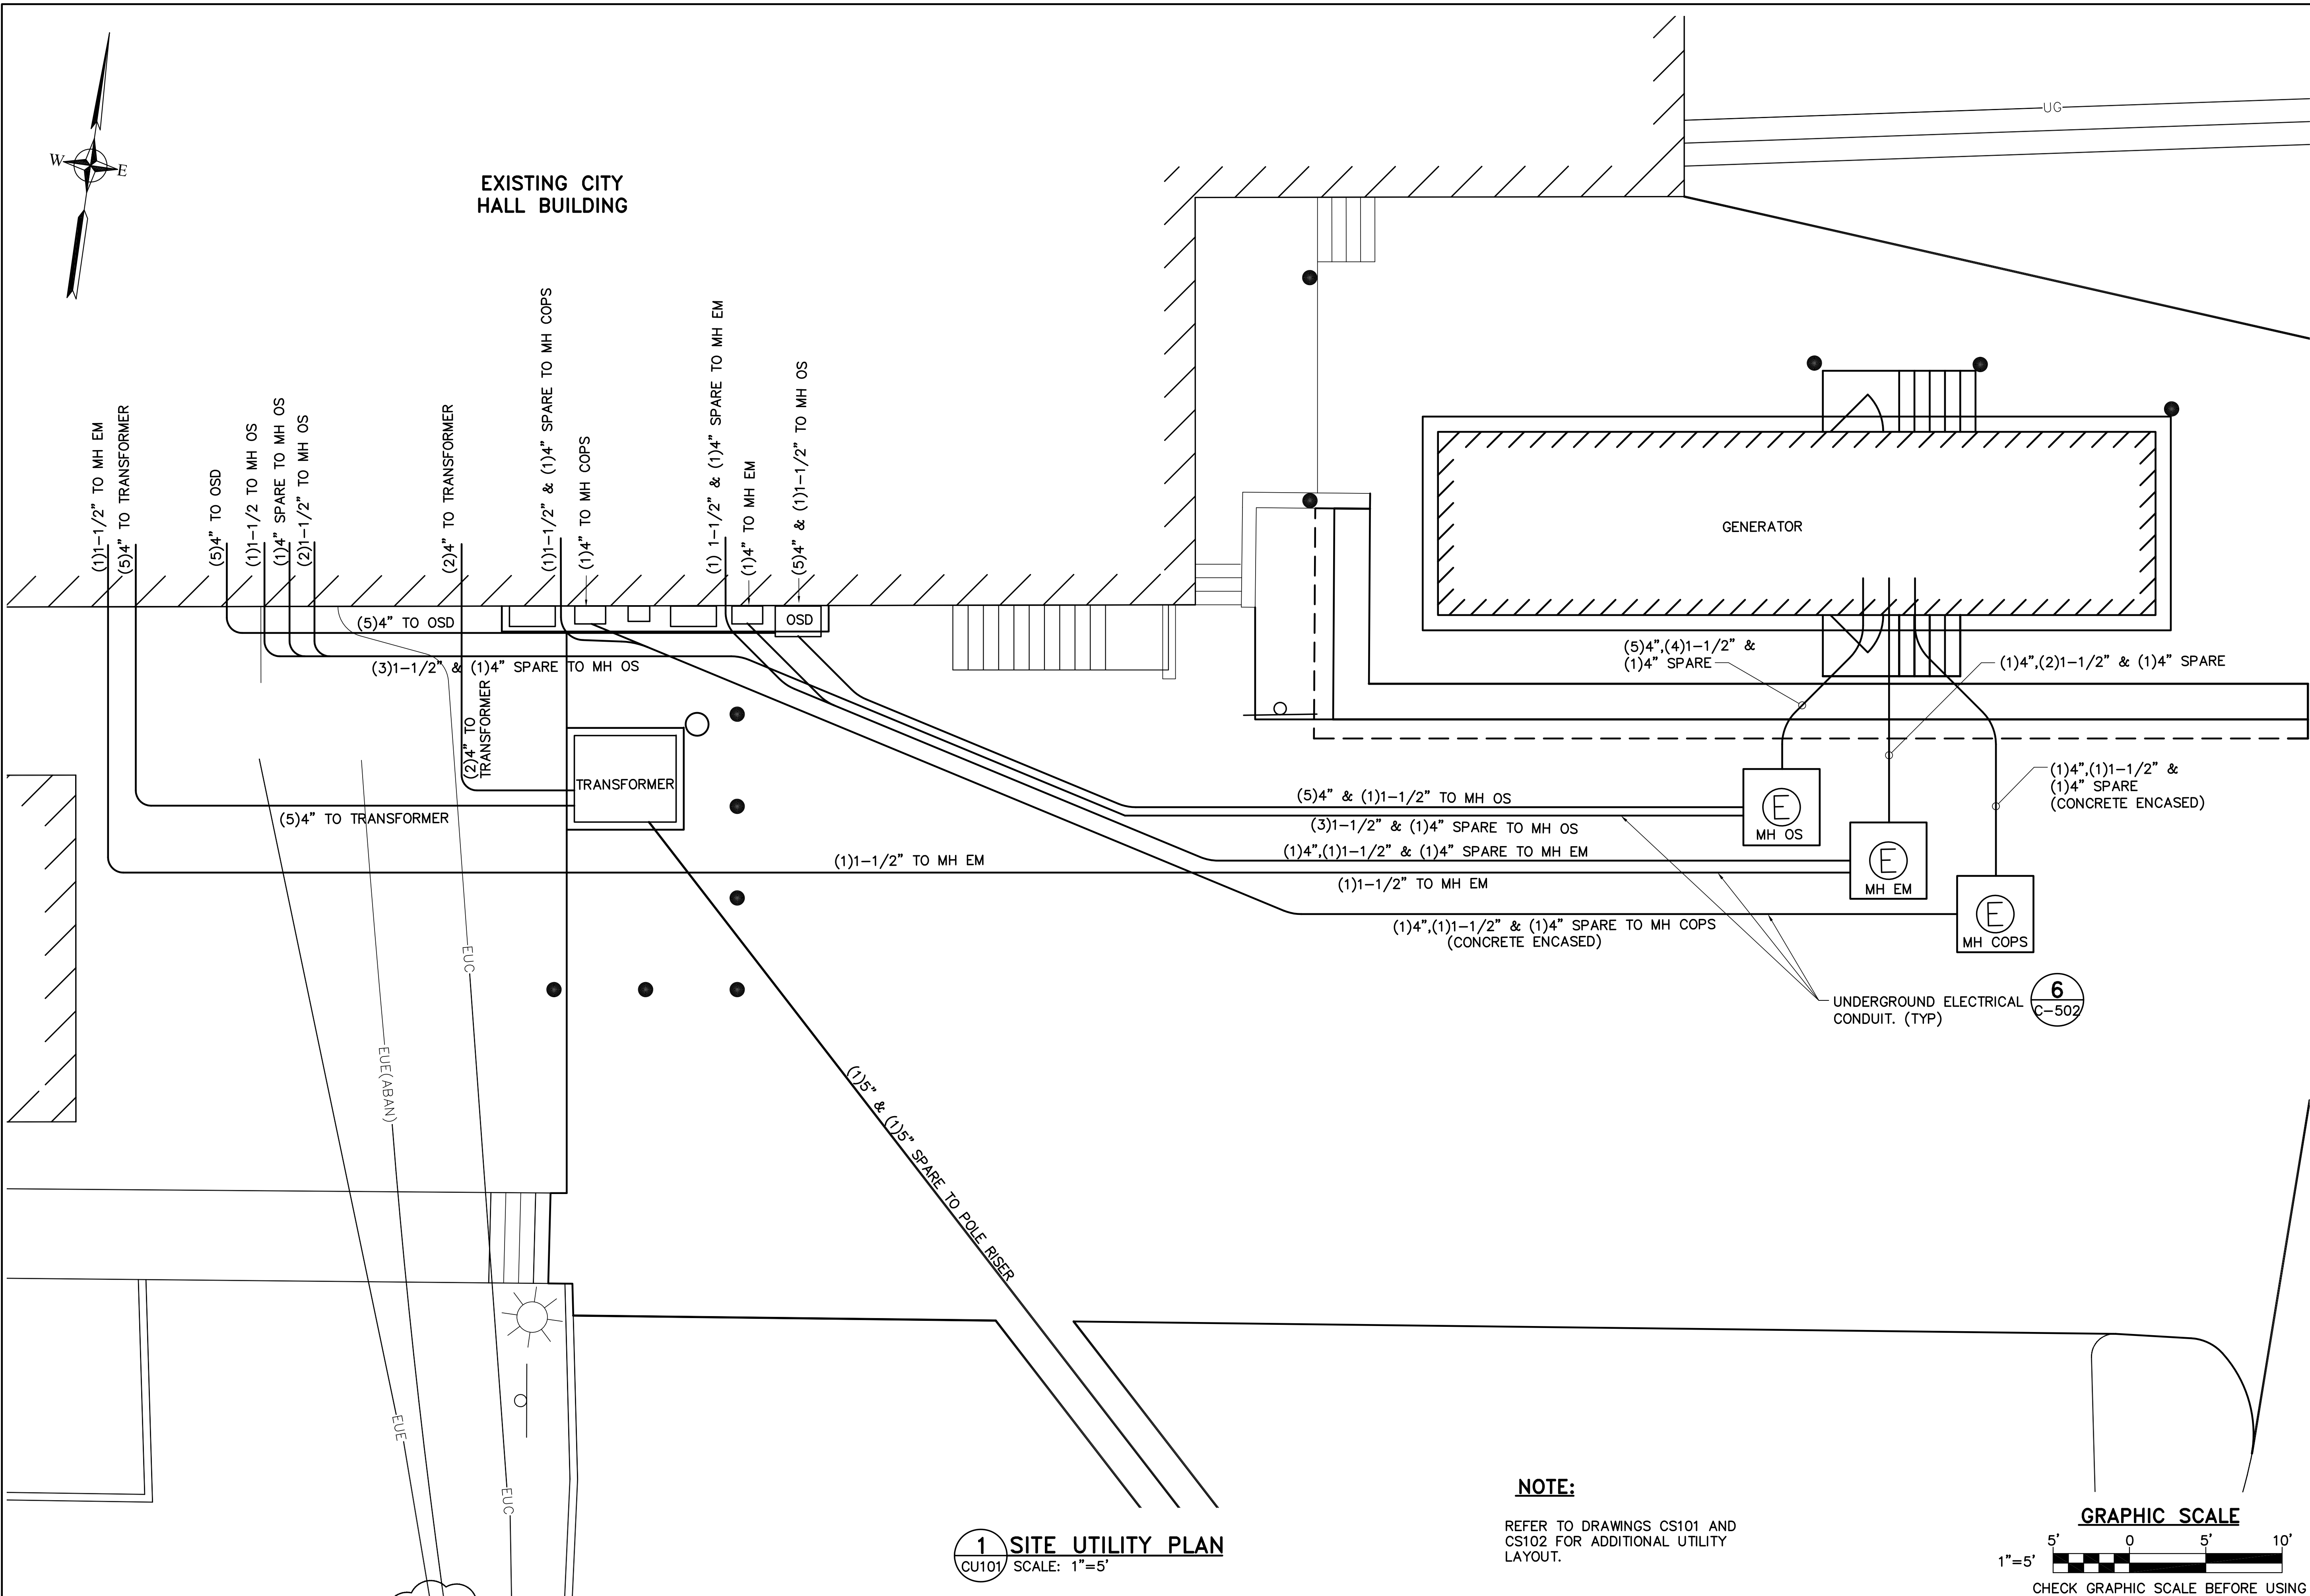 W
E
EXISTING CITY
HALL BUILDING
UG
(1)1-1/2" TO MH EM
(5)4" TO TRANSFORMER
(5)4" TO OSD
(1)1-1/2 TO MH OS
(1)4" SPARE TO MH OS
(2)1-1/2" TO MH OS
(2)4" TO TRANSFORMER
(1)1-1/2" & (1)4" SPARE TO MH COPS
(1)4" TO MH COPS
(1) 1-1/2" & (1)4" SPARE TO MH EM
(1)4" TO MH EM
(5)4" & (1)1-1/2" TO MH OS
GENERATOR
(5)4" TO OSD
OSD
(3)1-1/2" & (1)4" SPARE TO MH OS
(2)4" TO
TRANSFORMER
TRANSFORMER
(5)4" TO TRANSFORMER
(5)4",(4)1-1/2" &
(1)4" SPARE
(1)4",(2)1-1/2" & (1)4" SPARE
(1)4",(1)1-1/2" &
(1)4" SPARE
(CONCRETE ENCASED)
(5)4" & (1)1-1/2" TO MH OS
(3)1-1/2" & (1)4" SPARE TO MH OS
E
MH OS
(1)4",(1)1-1/2" & (1)4" SPARE TO MH EM
(1)1-1/2" TO MH EM
(1)1-1/2" TO MH EM
E
MH EM
(1)4",(1)1-1/2" & (1)4" SPARE TO MH COPS
(CONCRETE ENCASED)
E
MH COPS
UNDERGROUND ELECTRICAL
CONDUIT. (TYP)
6
C-502
EUC
EUE(ABAN)
EUE
EUC
(1)5" & (1)5" SPARE TO POLE RISER
1
CU101
SITE UTILITY PLAN
SCALE: 1"=5'
NOTE:
REFER TO DRAWINGS CS101 AND
CS102 FOR ADDITIONAL UTILITY
LAYOUT.
GRAPHIC SCALE
5' 0 5' 10'
1"=5'
CHECK GRAPHIC SCALE BEFORE USING